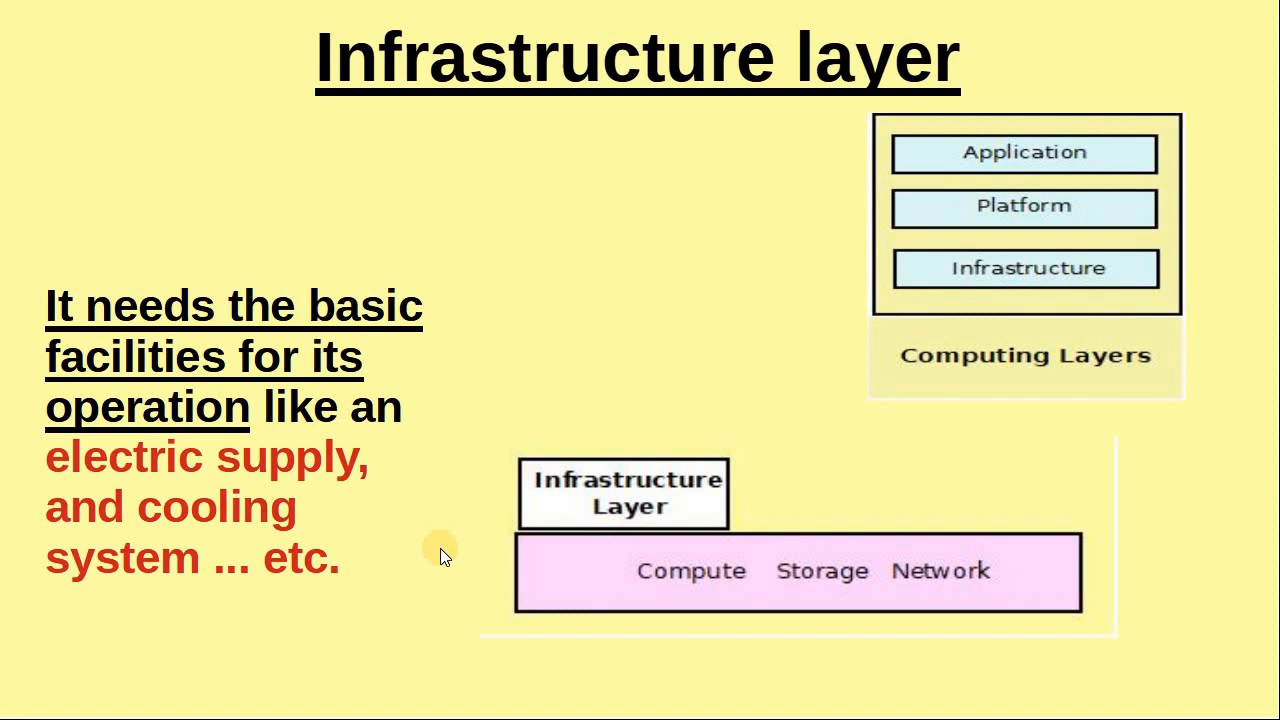 Infrastructure layer
Application
Platform
Infrastructure
Computing Layers
It needs the basic
facilities for its
operation like an
electric supply,
and cooling
system ... etc.
Infrastructure
Layer
Compute Storage Network